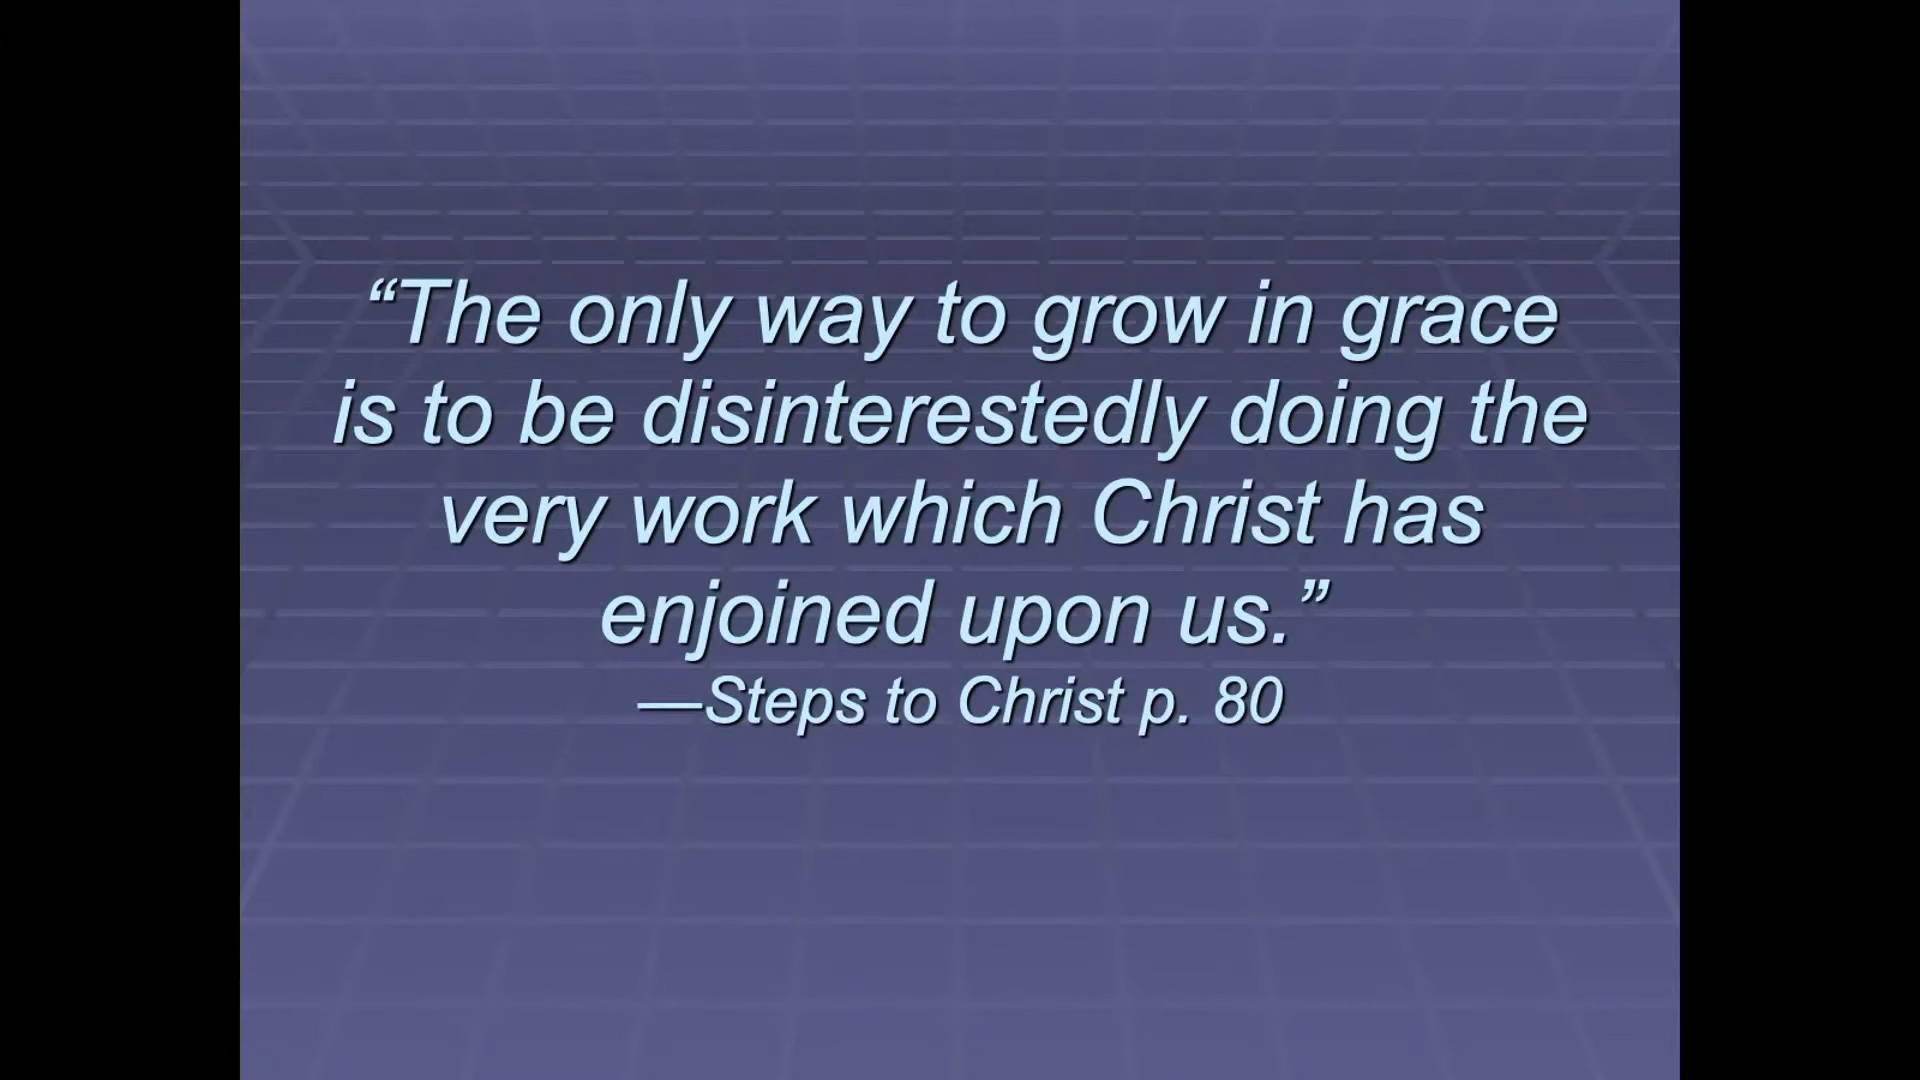 “The only way to grow in grace
is to be disinterestedly doing the
very work which Christ has
enjoined upon us.”
—Steps to Christ p. 80